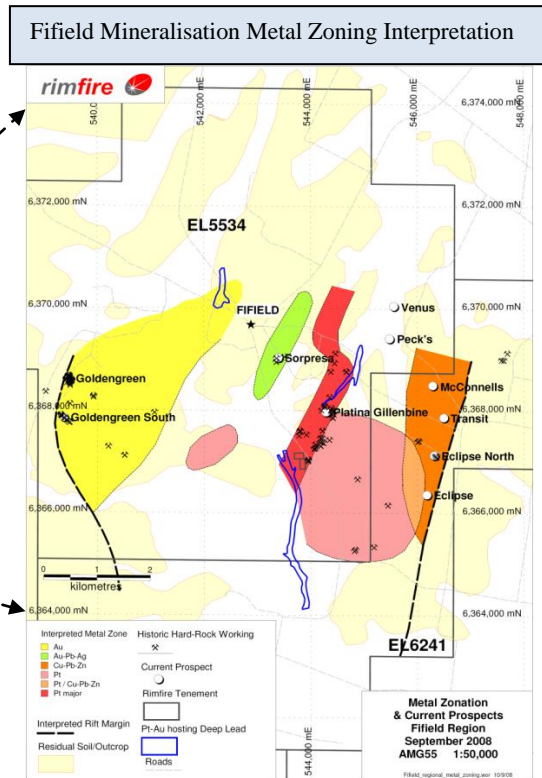 Fifield Mineralisation Metal Zoning Interpretation
rimfire
540,000 mE
542,000 mE
544,000 mE
546,000 mE
548,000 mE
6,374,000 mN
6,372,000 mN
6,372,000 mN
EL5534
6,370,000 mN
6,370,000 mN
FIFIELD
Venus
Peck's
Sorpresa
Goldengreen
McConnells
6,368,000 mN
6,368,000 mN
Goldengreen South
Platina Gillenbine
Transit
Eclipse North
Eclipse
6,366,000 mN
6,366,000 mN
0 1 2
kilometres
6,364,000 mN
6,364,000 mN
EL6241
Interpreted Metal Zone
Au
Au-Pb-Ag
Cu-Pb-Zn
Pt
Pt / Cu-Pb-Zn
Pt major
Interpreted Rift Margin
Residual Soil/Outcrop
Historic Hard-Rock Working
Current Prospect
Rimfire Tenement
Pt-Au hosting Deep Lead
Roads
544,000 mE
Metal Zonation
& Current Prospects
Fifield Region
September 2008
AMG55 1:50,000
Fifield_regional_metal_zoning.wor 10/9/08